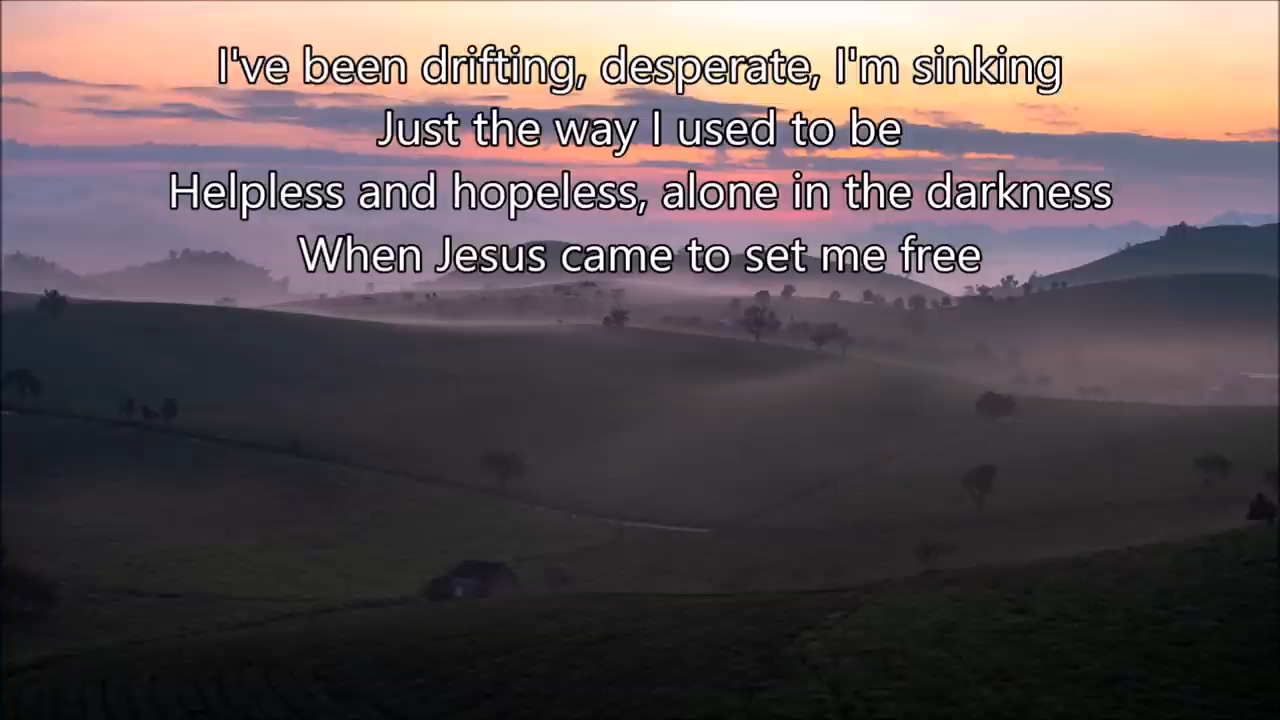 I've been drifting, desperate, I'm sinking
Just the way I used to be
Helpless and hopeless, alone in the darkness
When Jesus came to set me free